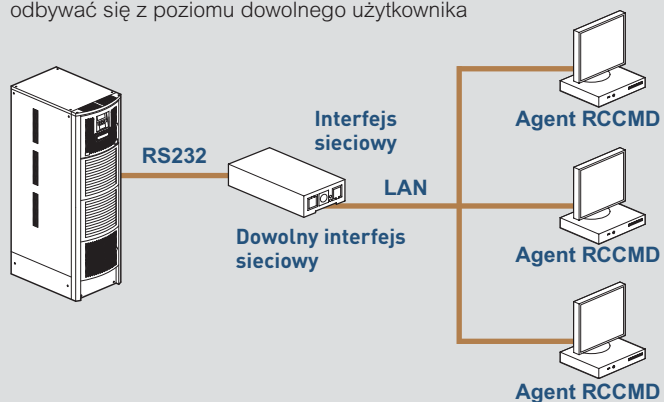 odbywać się z poziomu dowolnego użytkownika
Interfejs
sieciowy
Agent RCCMD
RS232
LAN
Dowolny interfejs
sieciowy
Agent RCCMD
Agent RCCMD